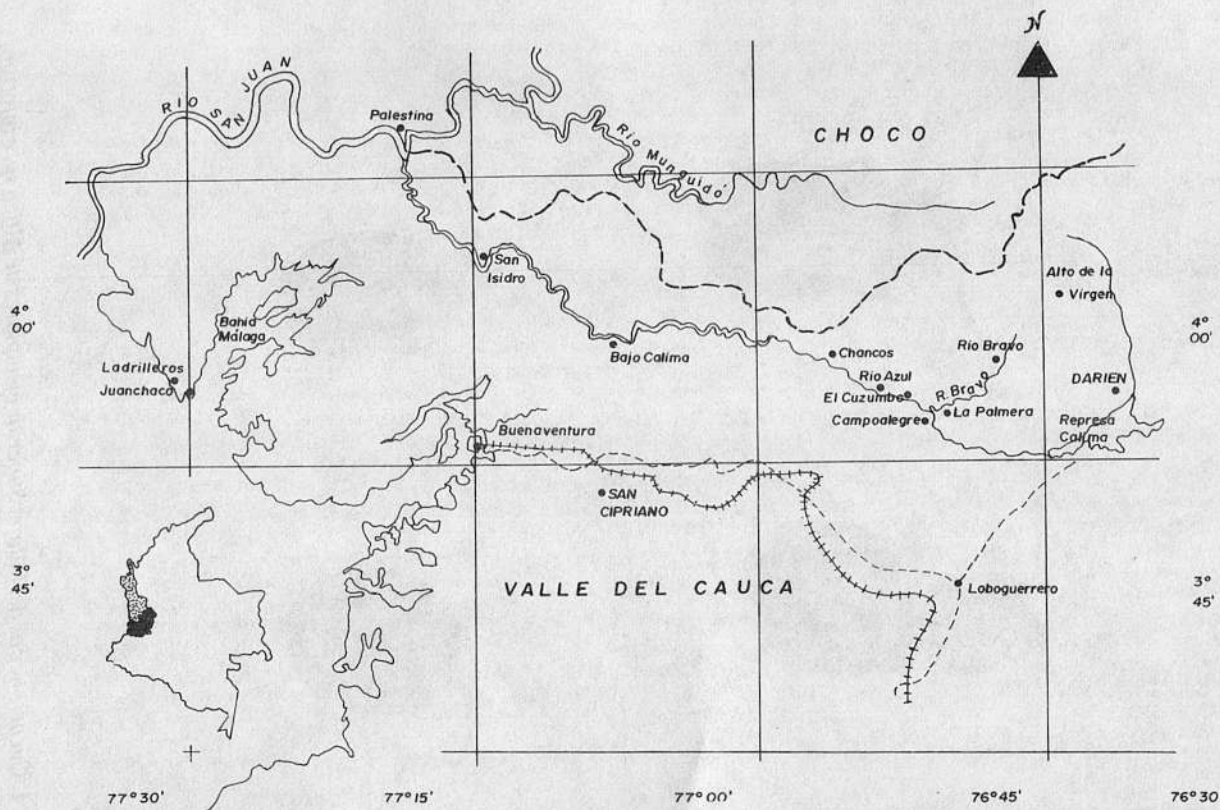 N
RIO SAN JUAN
Palestina
Rio Munguidó
CHOCO
San
Isidro
Alto de la
Virgen
4°
00'
Bahia
Málaga
4°
00'
Bajo Calima
Chancos
Rio Bravo
Ladrilleros
Rio Azul
R. Bravo
DARIEN
Juanchaco
El Cuzumbo
La Palmera
Campoalegre
Represa
Calima
Buenaventura
SAN
CIPRIANO
3°
45'
VALLE DEL CAUCA
Loboguerrero
3°
45'
77°30'
77°15'
77°00'
76°45'
76°30'